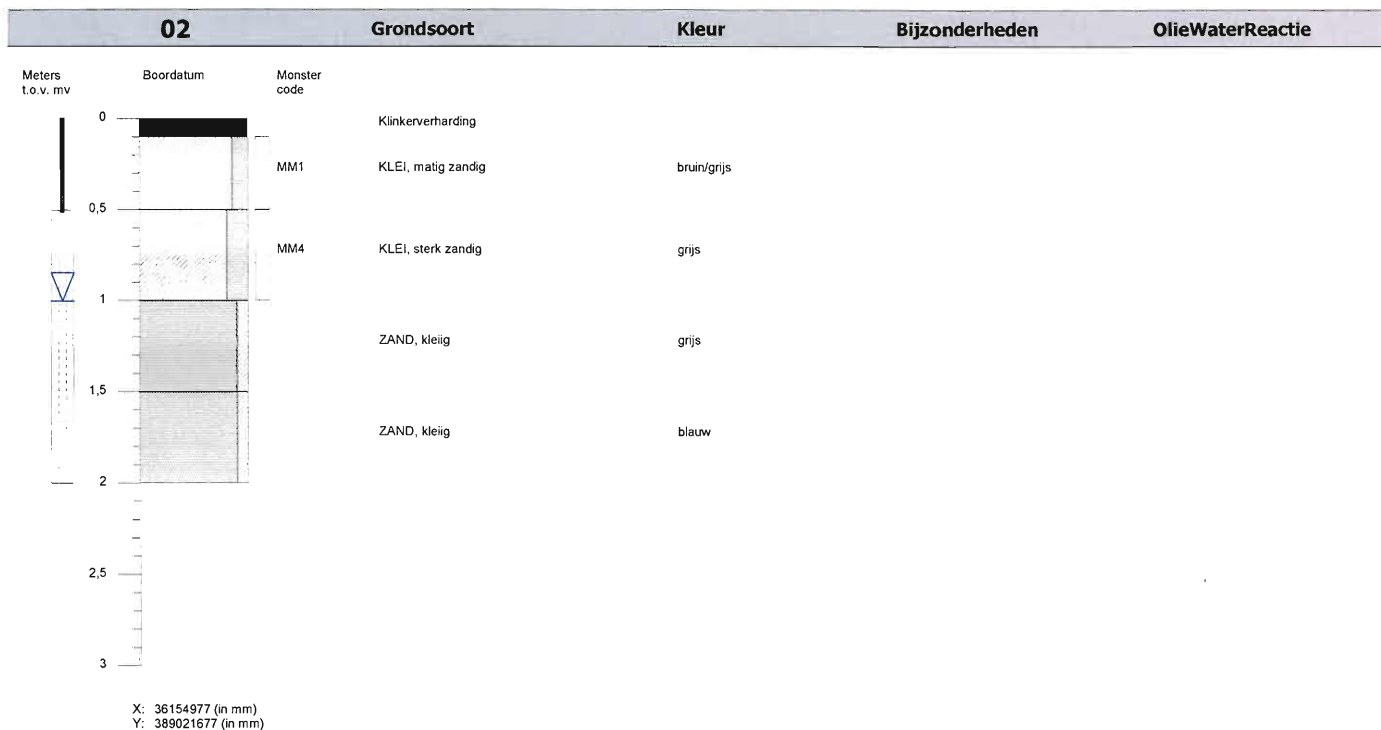 02 Grondsoort Kleur Bijzonderheden OlieWaterReactie
Meters t.o.v. mv
Boordatum
Monster code
0 Klinkerverharding
MM1 KLEI, matig zandig bruin/grijs
0,5
MM4 KLEI, sterk zandig grijs
1
ZAND, kleiig grijs
1,5
ZAND, kleiig blauw
2
2,5
3
X: 36154977 (in mm)
Y: 389021677 (in mm)